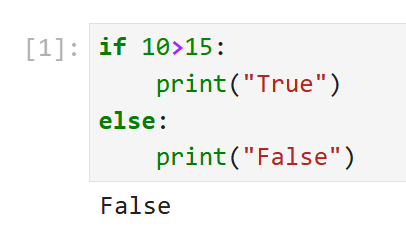 [1]: if 10>15:
    print("True")
else:
    print("False")
False